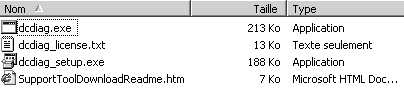 Nom Taille Type
dcdiag.exe 213 Ko Application
dcdiag_license.txt 13 Ko Texte seulement
dcdiag_setup.exe 188 Ko Application
SupportToolDownloadReadme.htm 7 Ko Microsoft HTML Doc...